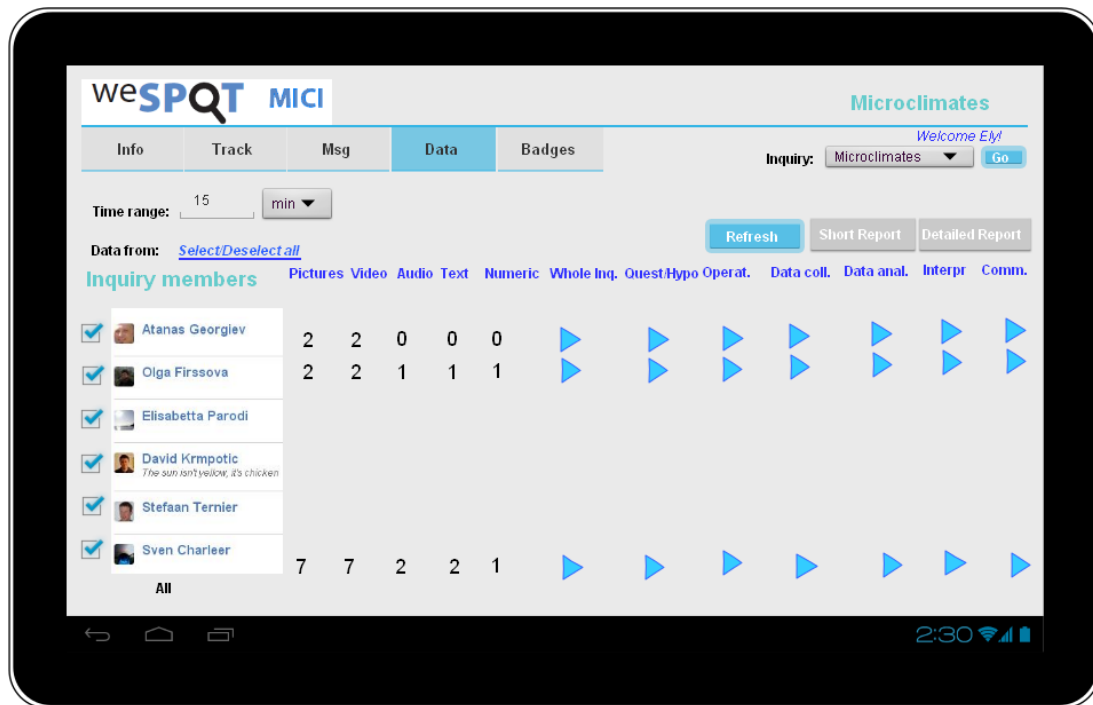 weSPOT MICI
Microclimates
Welcome Ely!
Info Track Msg Data Badges
Inquiry: Microclimates Go
Time range: 15 min
Refresh Short Report Detailed Report
Data from: Select/Deselect all
Inquiry members Pictures Video Audio Text Numeric Whole Inq. Quest/Hypo Operat. Data coll. Data anal. Interpr Comm.
Atanas Georgiev 2 2 0 0 0
Olga Firssova 2 2 1 1 1
Elisabetta Parodi
David Krmpotic
The sun isn't yellow, it's chicken
Stefaan Ternier
Sven Charleer 7 7 2 2 1
All
2:30